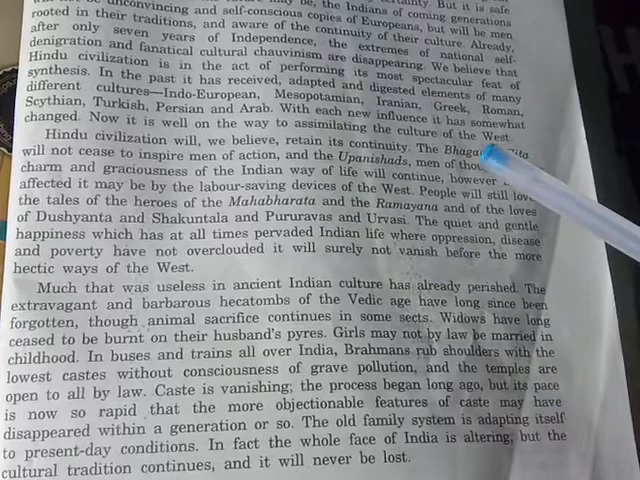 be, the Indians of coming generations
unconvincing and self-conscious copies of Europeans, but will be men
rooted in their traditions, and aware of the continuity of their culture. Already,
after only seven years of Independence, the extremes of national self-
denigration and fanatical cultural chauvinism are disappearing. We believe that
Hindu civilization is in the act of performing its most spectacular feat of
synthesis. In the past it has received, adapted and digested elements of many
different cultures—Indo-European, Mesopotamian, Iranian, Greek, Roman,
Scythian, Turkish, Persian and Arab. With each new influence it has somewhat
changed. Now it is well on the way to assimilating the culture of the West.
Hindu civilization will, we believe, retain its continuity. The
will not cease to inspire men of action, and the Upanishads, men of
charm and graciousness of the Indian way of life will continue, however
affected it may be by the labour-saving devices of the West. People will still
the tales of the heroes of the Mahabharata and the Ramayana and of the loves
of Dushyanta and Shakuntala and Pururavas and Urvasi. The quiet and gentle
happiness which has at all times pervaded Indian life where oppression, disease
and poverty have not overclouded it will surely not vanish before the more
hectic ways of the West.
Much that was useless in ancient Indian culture has already perished. The
extravagant and barbarous hecatombs of the Vedic age have long since been
forgotten, though animal sacrifice continues in some sects. Widows have long
ceased to be burnt on their husband's pyres. Girls may not by law be married in
childhood. In buses and trains all over India, Brahmans rub shoulders with the
lowest castes without consciousness of grave pollution, and the temples are
open to all by law. Caste is vanishing; the process began long ago, but its pace
is now so rapid that the more objectionable features of caste may have
disappeared within a generation or so. The old family system is adapting itself
to present-day conditions. In fact the whole face of India is altering, but the
cultural tradition continues, and it will never be lost.